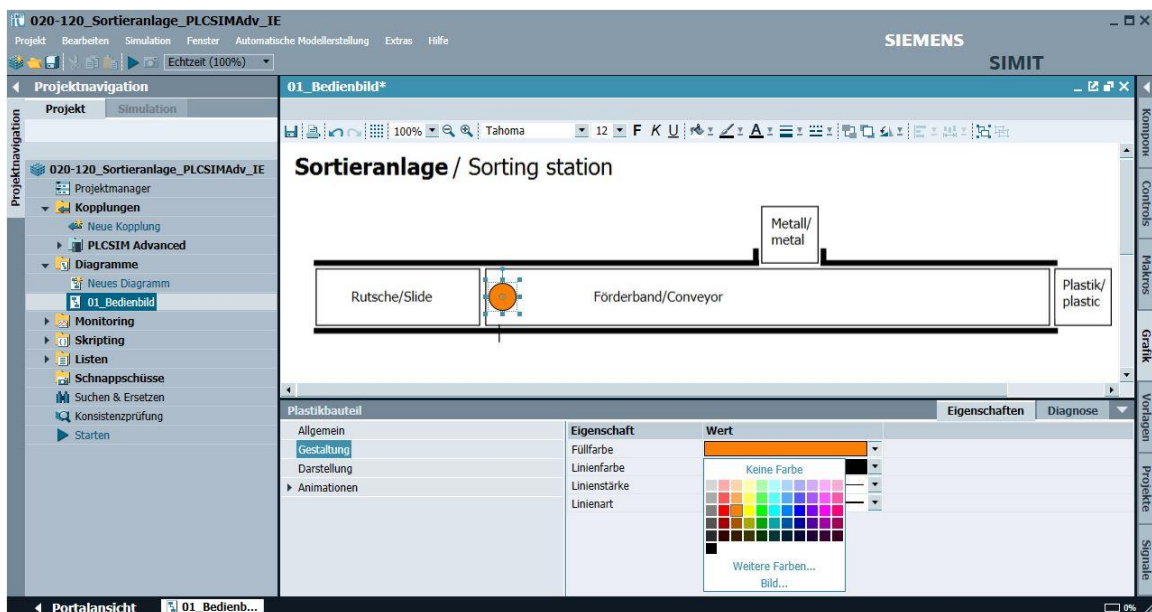 020-120_Sortieranlage_PLCSIMAdv_IE
Projekt Bearbeiten Simulation Fenster Automatische Modellerstellung Extras Hilfe
SIEMENS
Echtzeit (100%)
SIMIT
Projektnavigation
01_Bedienbild*
Projekt Simulation
100% Tahoma 12 F K U
020-120_Sortieranlage_PLCSIMAdv_IE
Projektmanager
Kopplungen
Neue Kopplung
PLCSIM Advanced
Diagramme
Neues Diagramm
01_Bedienbild
Monitoring
Skripting
Listen
Schnappschüsse
Suchen & Ersetzen
Konsistenzprüfung
Starten
Projektnavigation
Sortieranlage / Sorting station
Metall/
metal
Rutsche/Slide
Förderband/Conveyor
Plastik/
plastic
Plastikbauteil
Eigenschaften Diagnose
Allgemein
Gestaltung
Darstellung
Animationen
Eigenschaft Wert
Füllfarbe
Linienfarbe
Linienstärke
Linienart
Keine Farbe
Weitere Farben...
Bild...
Kompone
Controls
Makros
Grafik
Vorlagen
Projekte
Signale
Portalansicht 01_Bedienb...
0%